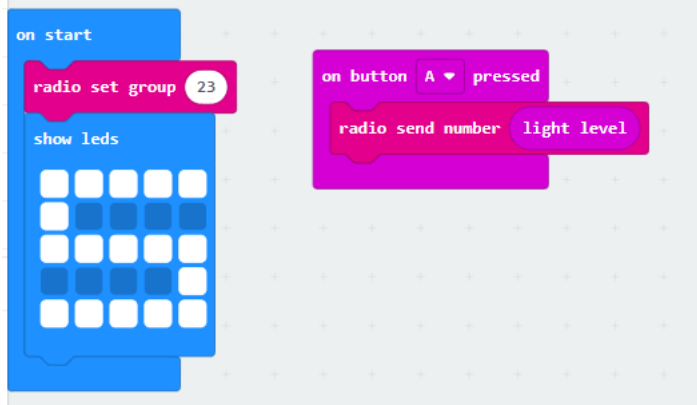 on start
radio set group 23
show leds
on button A pressed
radio send number light level